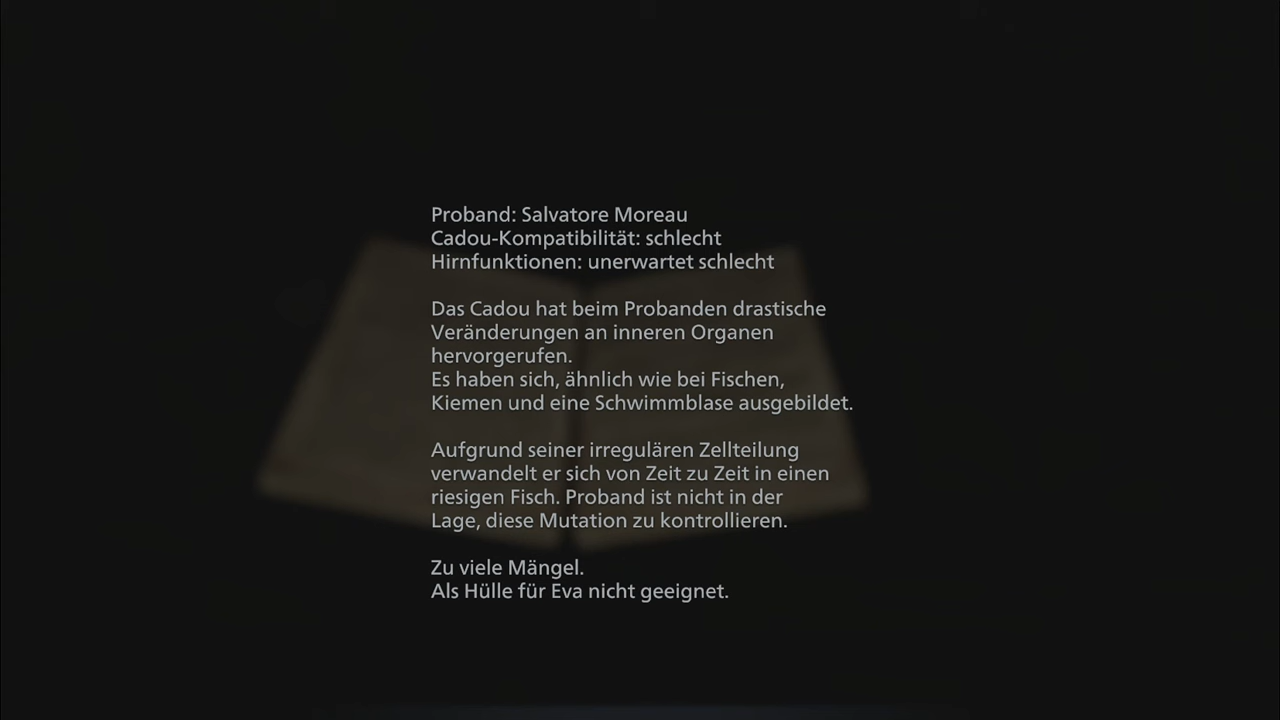 Proband: Salvatore Moreau
Cadou-Kompatibilität: schlecht
Hirnfunktionen: unerwartet schlecht
Das Cadou hat beim Probanden drastische
Veränderungen an inneren Organen
hervorgerufen.
Es haben sich, ähnlich wie bei Fischen,
Kiemen und eine Schwimmblase ausgebildet.
Aufgrund seiner irregulären Zellteilung
verwandelt er sich von Zeit zu Zeit in einen
riesigen Fisch. Proband ist nicht in der
Lage, diese Mutation zu kontrollieren.
Zu viele Mängel.
Als Hülle für Eva nicht geeignet.